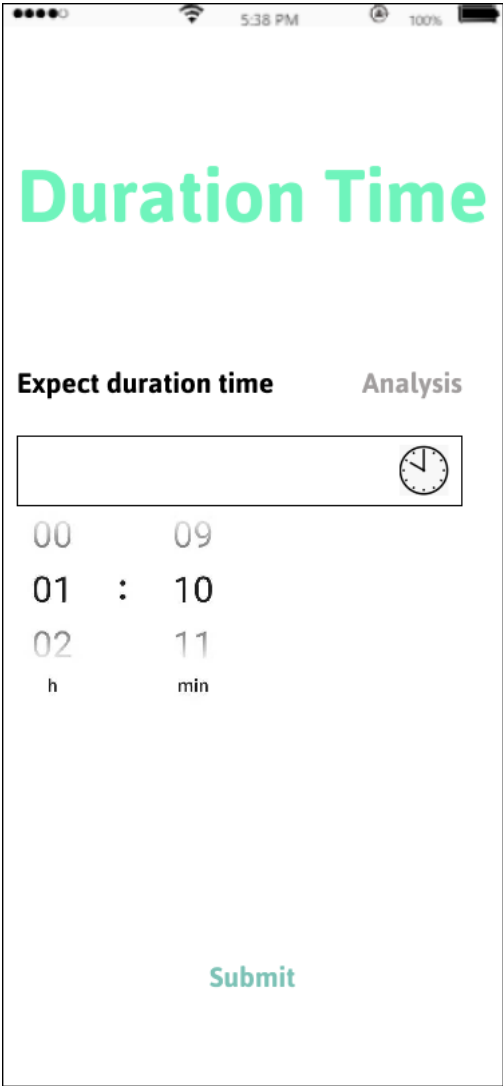 5:38 PM 100%
Duration Time
Expect duration time Analysis
00 09
01 : 10
02 11
h min
Submit